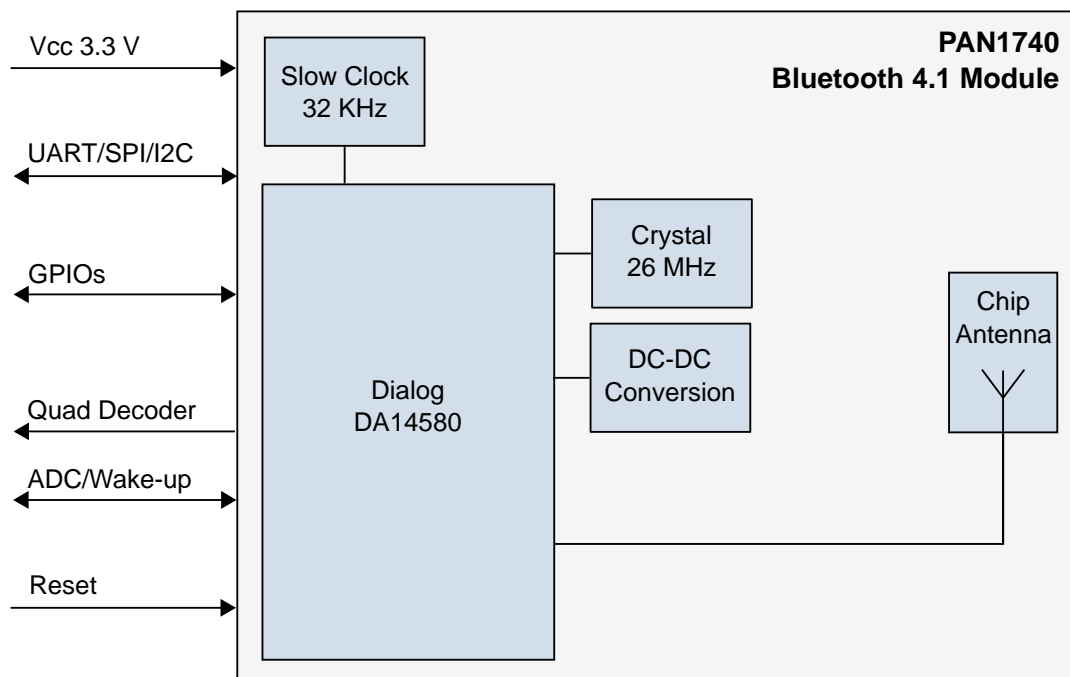 Vcc 3.3 V
UART/SPI/I2C
GPIOs
Quad Decoder
ADC/Wake-up
Reset
PAN1740
Bluetooth 4.1 Module
Slow Clock
32 KHz
Dialog
DA14580
Crystal
26 MHz
DC-DC
Conversion
Chip
Antenna